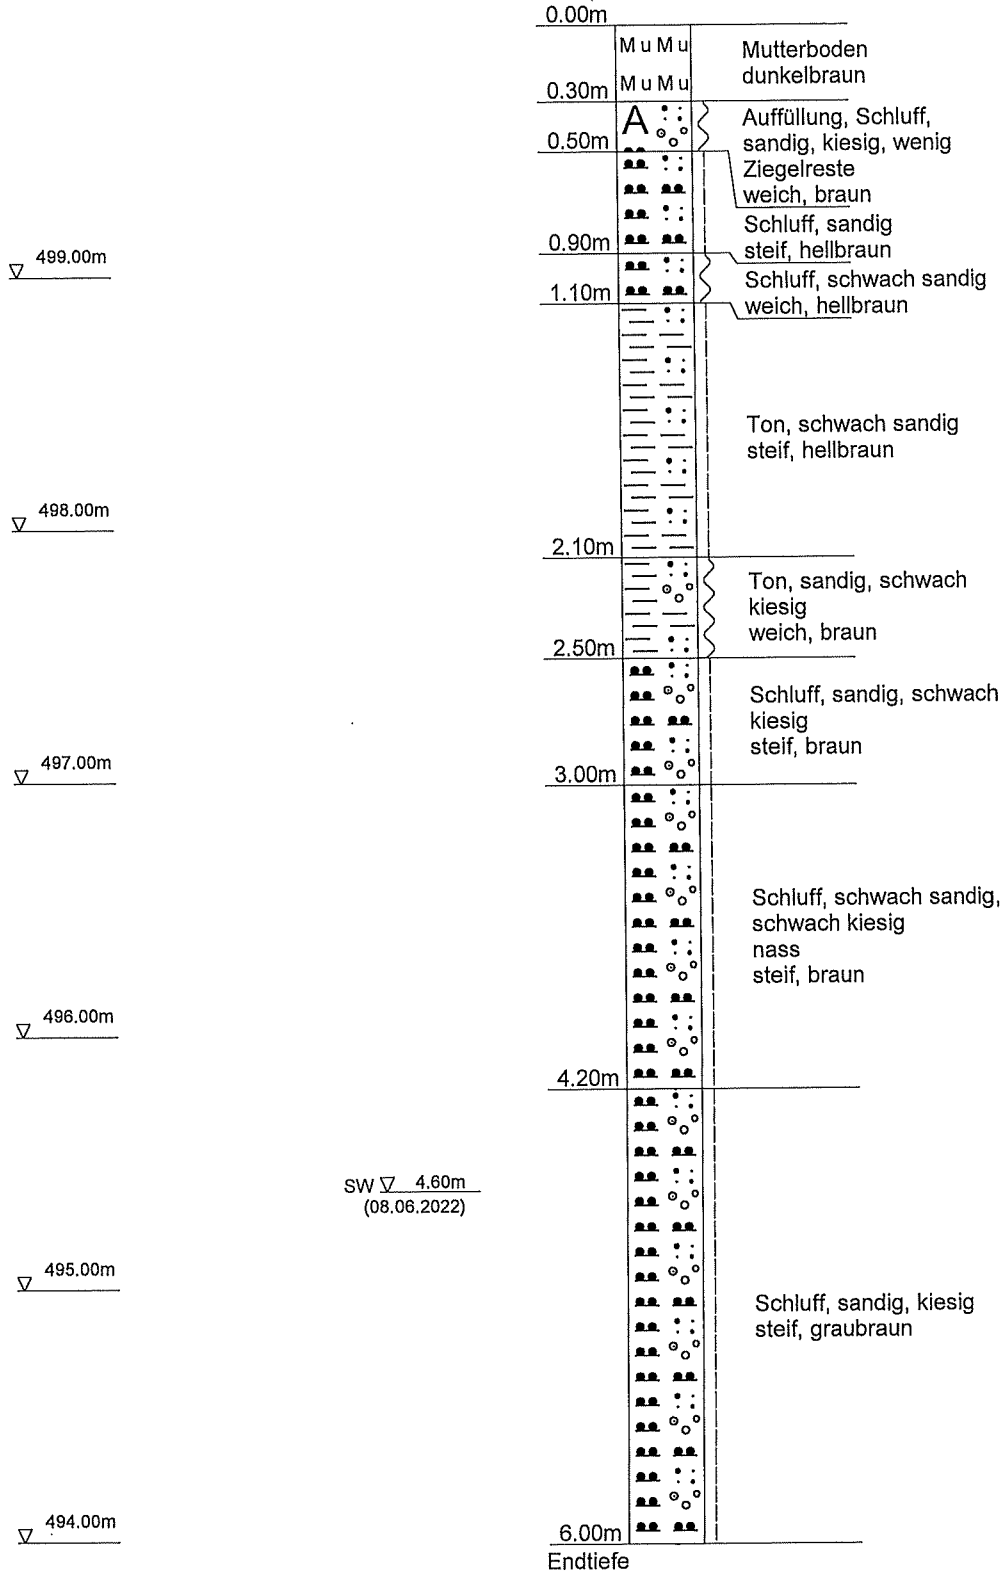 0.00m
M u M u
Mutterboden
dunkelbraun
M u M u
0.30m
A
Auffüllung, Schluff,
sandig, kiesig, wenig
Ziegelreste
weich, braun
0.50m
Schluff, sandig
steif, hellbraun
0.90m
499.00m
Schluff, schwach sandig
weich, hellbraun
1.10m
Ton, schwach sandig
steif, hellbraun
498.00m
2.10m
Ton, sandig, schwach
kiesig
weich, braun
2.50m
Schluff, sandig, schwach
kiesig
steif, braun
497.00m
3.00m
Schluff, schwach sandig,
schwach kiesig
nass
steif, braun
496.00m
4.20m
SW 4.60m
(08.06.2022)
495.00m
Schluff, sandig, kiesig
steif, graubraun
494.00m
6.00m
Endtiefe